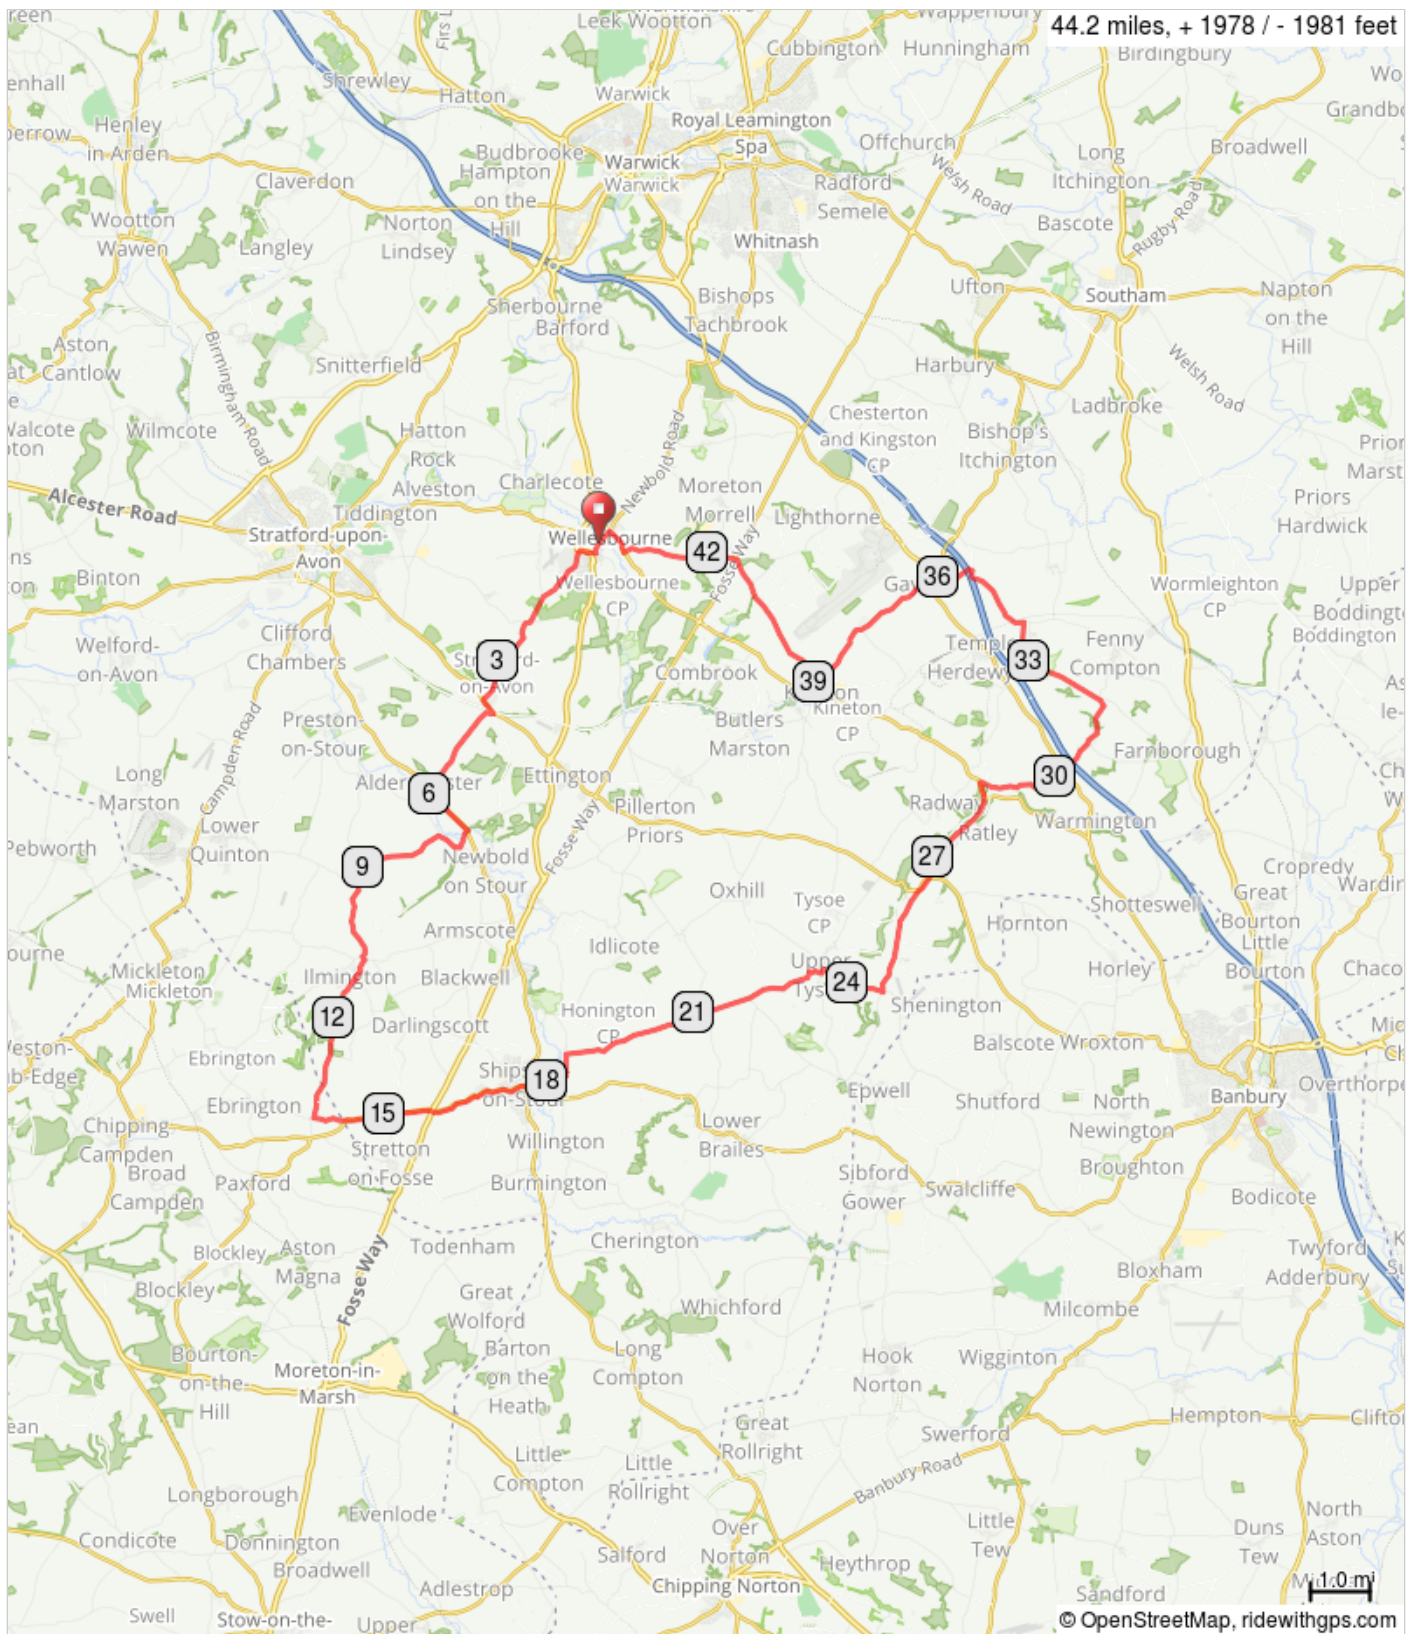 44.2 miles, + 1978 / - 1981 feet
Leek Wootton
Cubbington
Hunningham
Birdingbury
Shrewley
Hatton
Warwick
Royal Leamington
Spa
Offchurch
Broadwell
Henley
in Arden
Budbrooke
Hampton
on the
Hill
Warwick
Warwick
Radford
Semele
Welsh Road
Long
Itchington
Claverdon
Wootton
Wawen
Langley
Norton
Lindsey
Whitnash
Bascote
Rugby Road
Sherbourne
Barford
Bishops
Tachbrook
Ufton
Southam
Napton
on the
Hill
Aston
Cantlow
Birmingham Road
Snitterfield
Harbury
Welsh Road
Wilmcote
Hatton
Rock
Newbold Road
Chesterton
and Kingston
CP
Ladbroke
Bishop's
Itchington
Alcester Road
Alveston
Tiddington
Charlecote
Moreton
Morrell
Lighthorne
Priors
Hardwick
Stratford-upon-
Avon
Wellesbourne
42
Fosse Way
36
Binton
Wellesbourne
CP
Wormleighton
CP
Upper
Boddington
Welford-
on-Avon
Clifford
Chambers
3
Combrook
39
Kineton
CP
Temple
Herdewyke
33
Fenny
Compton
Preston-
on-Stour
Butlers
Marston
Farnborough
Long
Marston
Campden Road
Alderminster
6
Ettington
Pillerton
Priors
Fosse Way
Radway
Ratley
30
Warmington
Pebworth
Lower
Quinton
9
Newbold
on Stour
27
Cropredy
Great
Bourton
Little
Bourton
Oxhill
Tysoe
CP
Shotteswell
Armscote
Idlicote
Hornton
Mickleton
Mickleton
Ilmington
Blackwell
Upper
Tysoe
24
Horley
12
Darlingscott
Honington
CP
21
Shenington
Ebrington
Balscote
Wroxton
18
Epwell
Overthorpe
Ebrington
15
Shutford
North
Newington
Banbury
Chipping
Campden
Broad
Campden
Stretton
on-Fosse
Willington
Lower
Brailes
Broughton
Paxford
Burmington
Sibford
Gower
Swalcliffe
Bodicote
Blockley
Blockley
Aston
Magna
Fosse Way
Todenham
Cherington
Twyford
Adderbury
Bloxham
Great
Wolford
Whichford
Milcombe
Bourton-
on-the-
Hill
Moreton-in-
Marsh
Barton
on the
Heath
Long
Compton
Hook
Norton
Wigginton
Great
Rollright
Swerford
Hempton
Little
Compton
Little
Rollright
Banbury Road
Longborough
Evenlode
Over
Norton
Little
Tew
Duns
Tew
North
Aston
Condicote
Donnington
Broadwell
Salford
Heythrop
Adlestrop
Chipping Norton
Sandford
1.0 mi
Swell
Stow-on-the-
Upper
© OpenStreetMap, ridewithgps.com